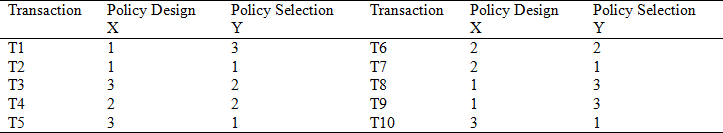 Transaction Policy Design Policy Selection Transaction Policy Design Policy Selection
X Y X Y
T1 1 3 T6 2 2
T2 1 1 T7 2 1
T3 3 2 T8 1 3
T4 2 2 T9 1 3
T5 3 1 T10 3 1